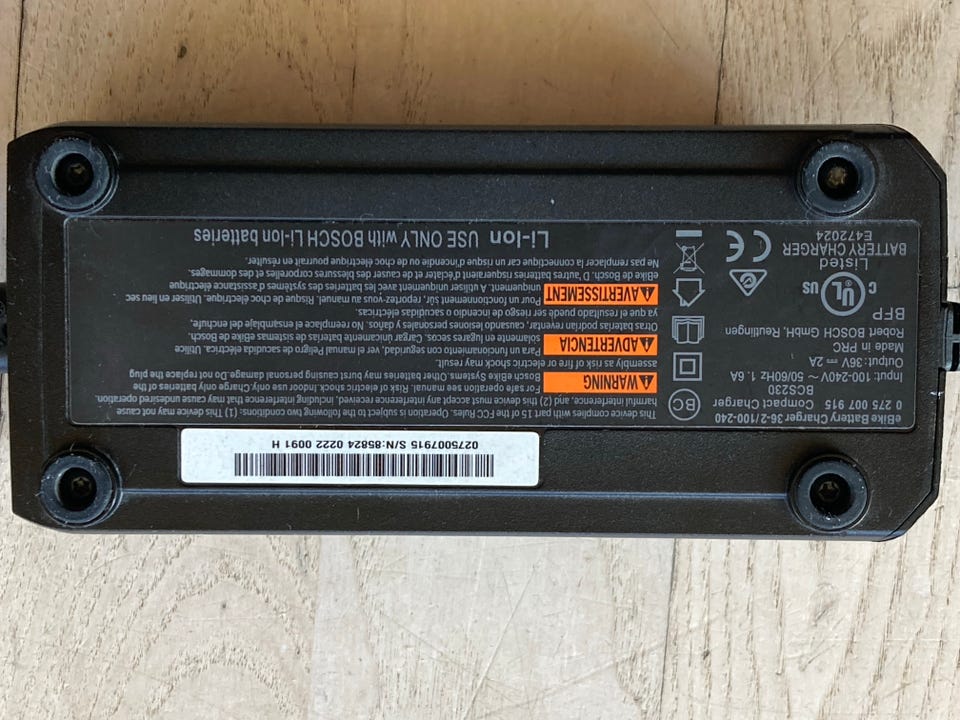 0275007915 S/N:85824 0222 0091 H
eBike Battery Charger 36-2/100-240
0 275 007 915 Compact Charger
BCS230
Input: 100-240V ~ 50/60Hz 1.6A
Output: 36V ⎓ 2A
Made in PRC
Robert BOSCH GmbH, Reutlingen
BFP
C UL US
Listed
BATTERY CHARGER
E472024
BC
CE
This device complies with part 15 of the FCC Rules. Operation is subject to the following two conditions: (1) This device may not cause
harmful interference, and (2) this device must accept any interference received, including interference that may cause undesired operation.
WARNING For safe operation see manual. Risk of electric shock. Indoor use only. Charge only batteries of the
Bosch eBike Systems. Other batteries may burst causing personal damage. Do not replace the plug
assembly as risk of fire or electric shock may result.
ADVERTENCIA Para un funcionamiento con seguridad, ver el manual Peligro de sacudida eléctrica. Utilice
solamente en lugares secos. Cargar únicamente batería de sistemas eBike de Bosch.
Otras baterías podrían reventar, causando lesiones personales y daños. No reemplace el ensamblaje del enchufe,
ya que el resultado puede ser riesgo de incendio o sacudidas eléctricas.
AVERTISSEMENT Pour un fonctionnement sûr, reportez-vous au manual. Risque de choc électrique. Utiliser en lieu sec
uniquement. A utiliser uniquement avec les batteries des systèmes d'assistance électrique
eBike de Bosch. D'autres batteries risqueraient d'éclater et de causer des blessures corporelles et des dommages.
Ne pas remplacer la connectique car un risque d'incendie ou de choc électrique pourrait en résulter.
Li-Ion USE ONLY with BOSCH Li-Ion batteries